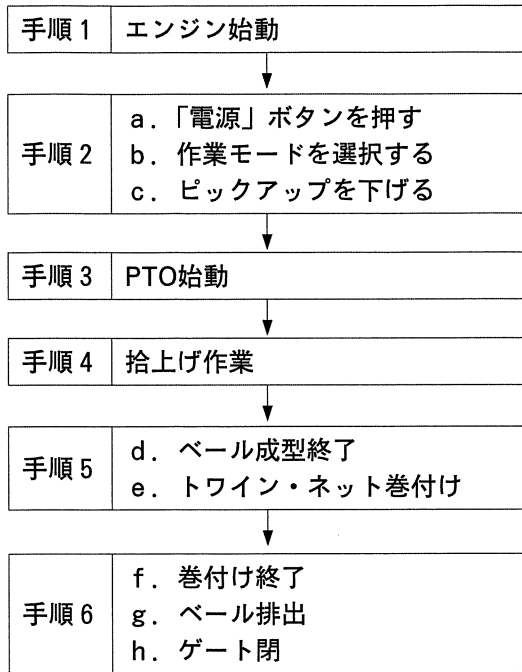 手順1 エンジン始動
手順2
a.「電源」ボタンを押す
b.作業モードを選択する
c.ピックアップを下げる
手順3 PTO始動
手順4 拾上げ作業
手順5
d.ベール成型終了
e.トワイン・ネット巻付け
手順6
f.巻付け終了
g.ベール排出
h.ゲート閉